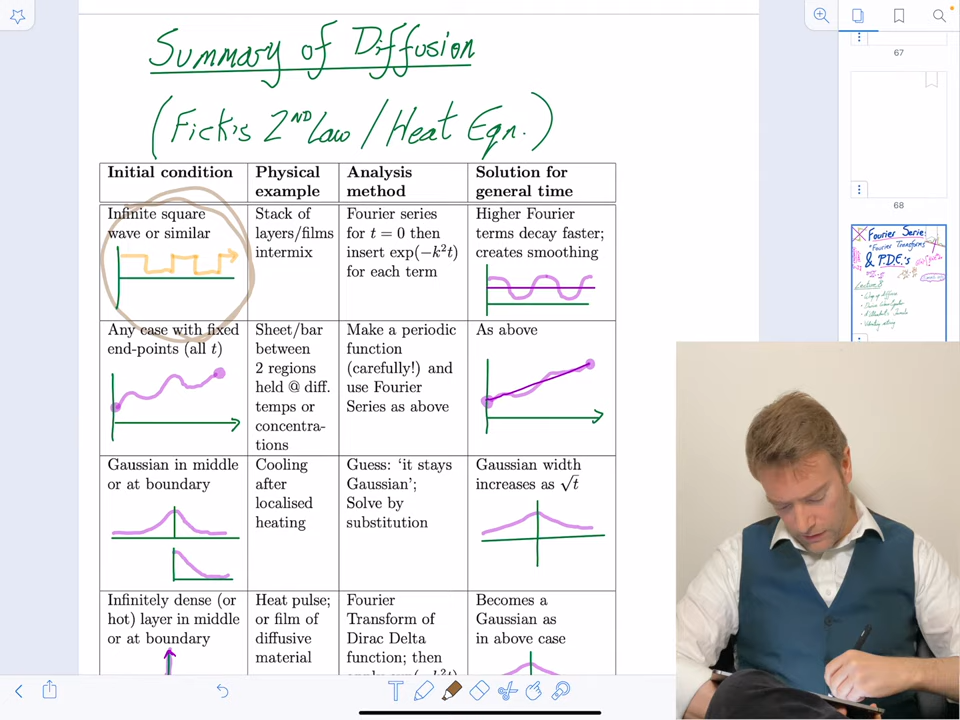 Summary of Diffusion
(Fick's 2ND Law / Heat Eqn.)
Initial condition
Physical
example
Analysis
method
Solution for
general time
Infinite square
wave or similar
Stack of
layers/films
intermix
Fourier series
for t = 0 then
insert exp(−k²t)
for each term
Higher Fourier
terms decay faster;
creates smoothing
Any case with fixed
end-points (all t)
Sheet/bar
between
2 regions
held @ diff.
temps or
concentra-
tions
Make a periodic
function
(carefully!) and
use Fourier
Series as above
As above
Gaussian in middle
or at boundary
Cooling
after
localised
heating
Guess: ‘it stays
Gaussian’;
Solve by
substitution
Gaussian width
increases as √t
Infinitely dense (or
hot) layer in middle
or at boundary
Heat pulse;
or film of
diffusive
material
Fourier
Transform of
Dirac Delta
function; then
Becomes a
Gaussian as
in above case
67
68
Fourier Serie
Fourier Transforms
& P.D.E.'s
Lecture 8
T